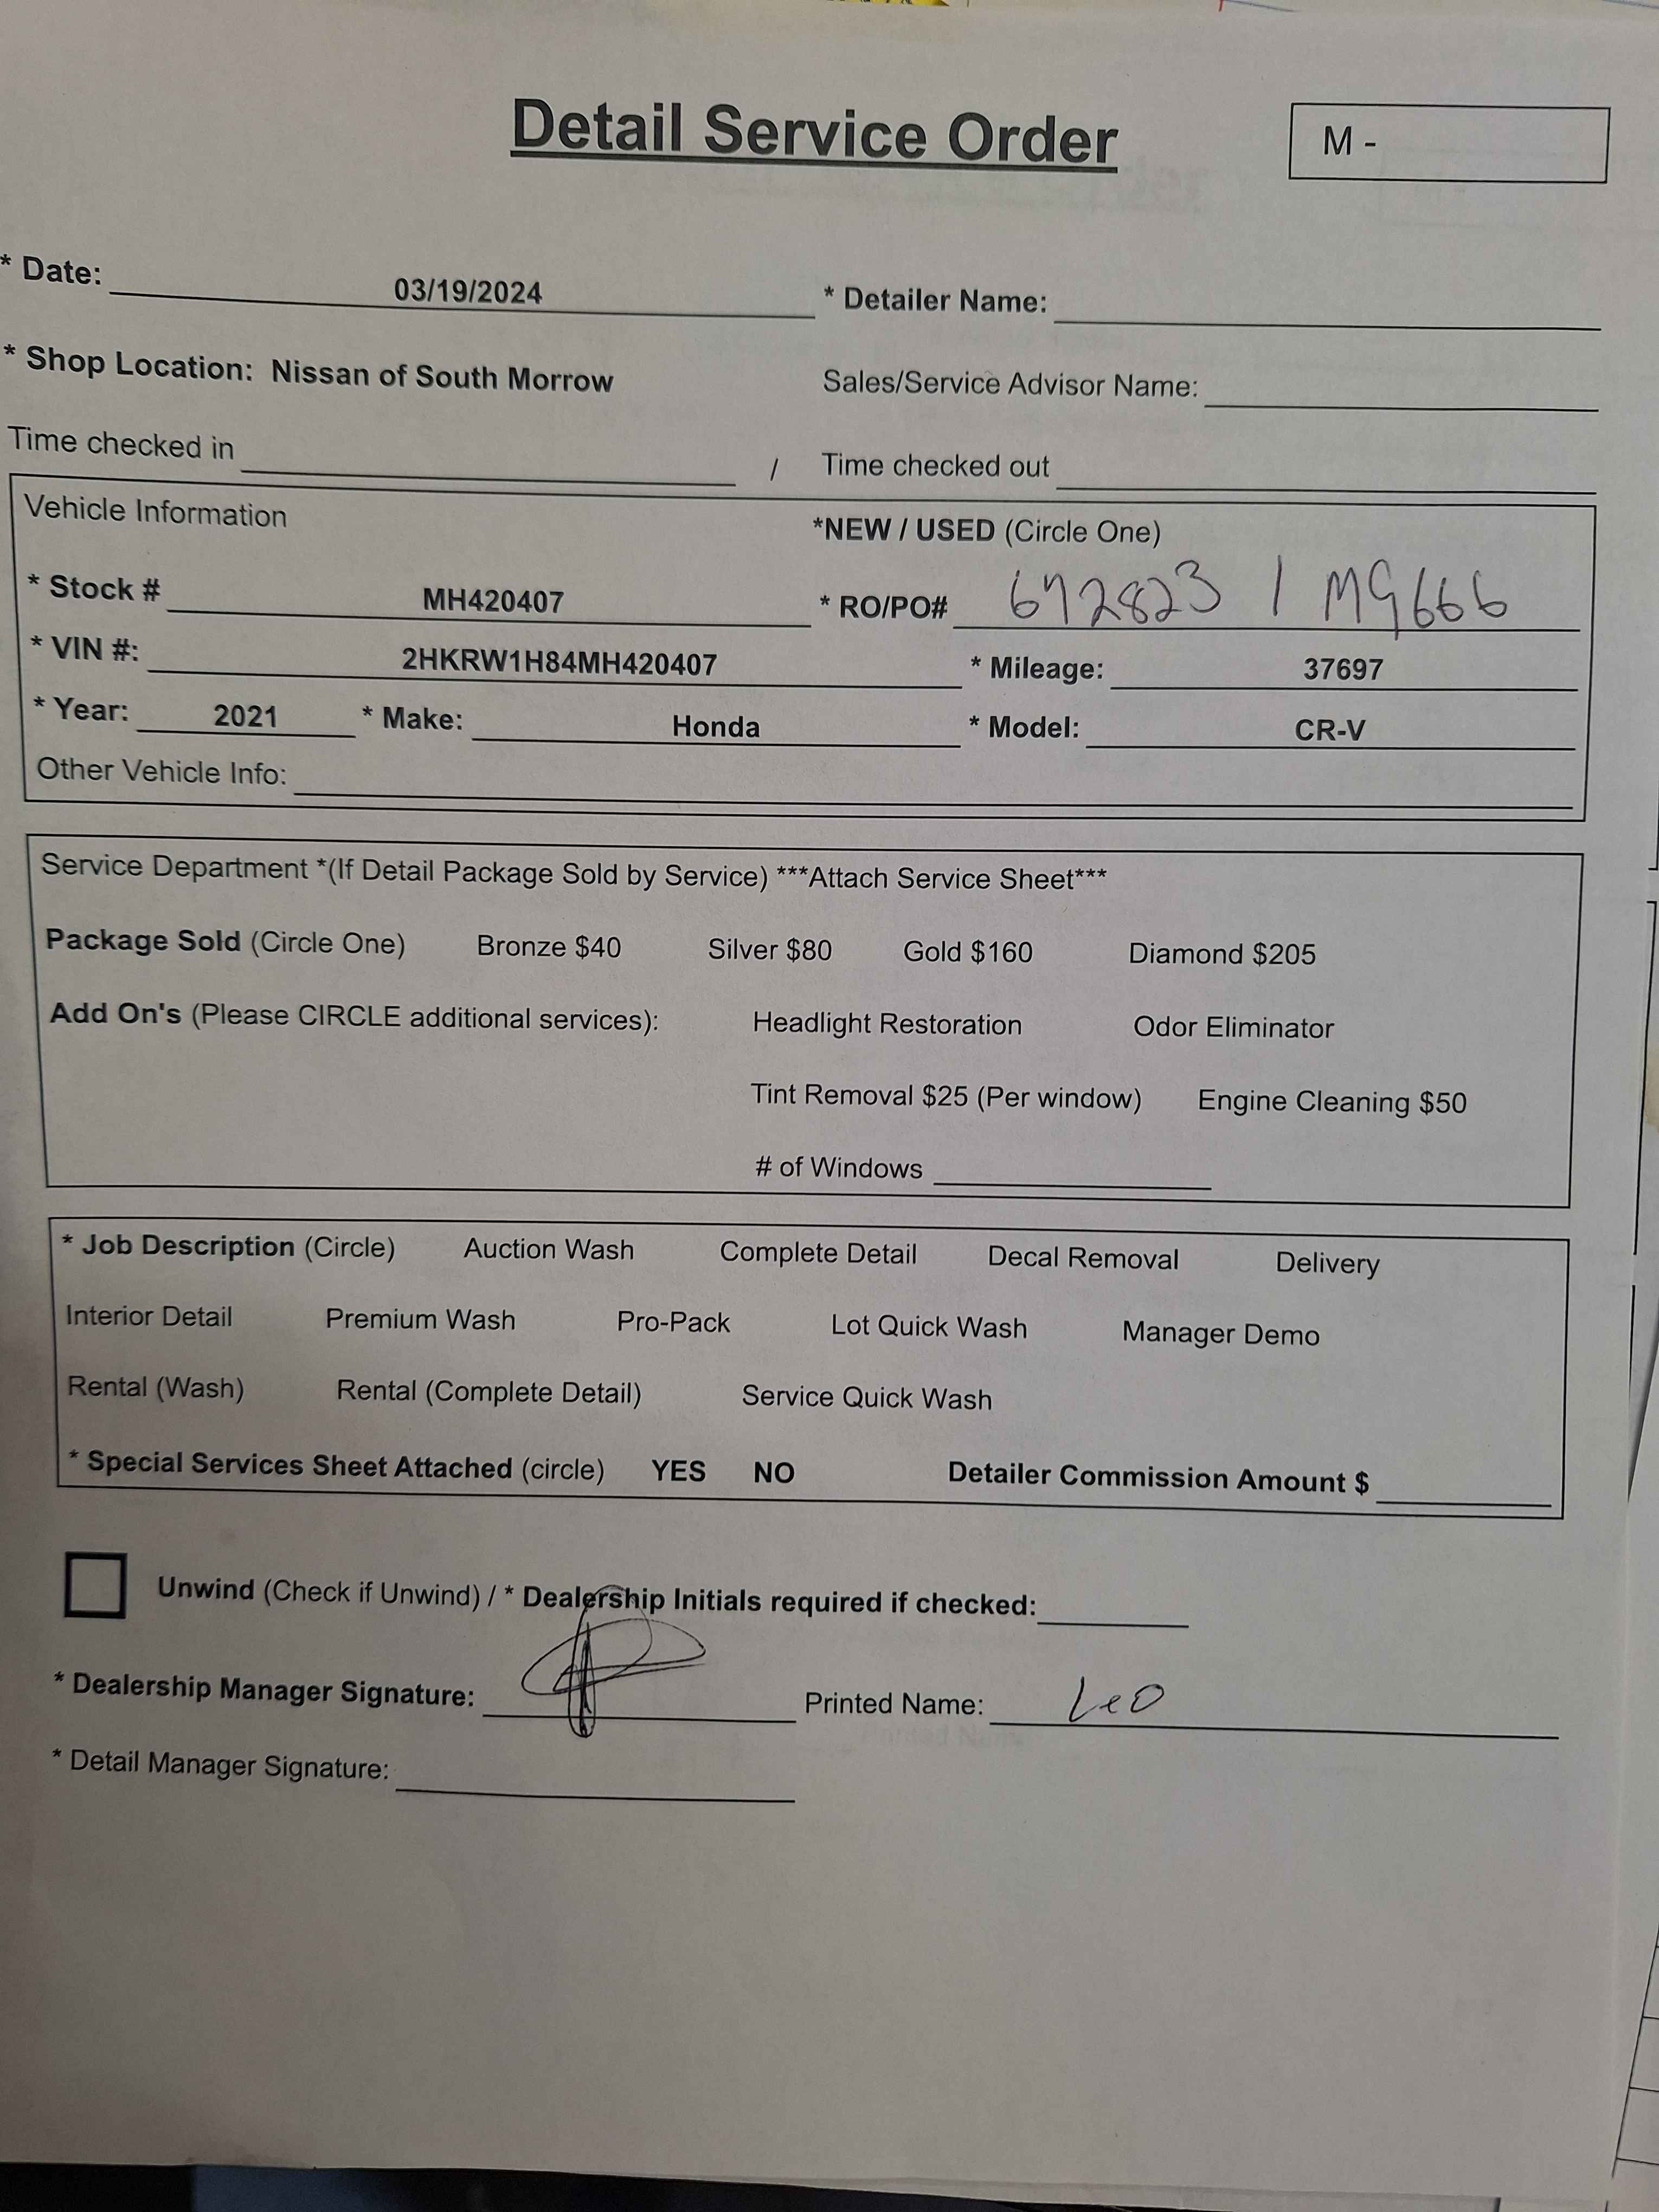 Detail Service Order
M -
* Date: 03/19/2024 * Detailer Name:
* Shop Location: Nissan of South Morrow Sales/Service Advisor Name:
Time checked in / Time checked out
Vehicle Information *NEW / USED (Circle One)
* Stock # MH420407 * RO/PO# 672823 / M9666
* VIN #: 2HKRW1H84MH420407 * Mileage: 37697
* Year: 2021 * Make: Honda * Model: CR-V
Other Vehicle Info:
Service Department *(If Detail Package Sold by Service) ***Attach Service Sheet***
Package Sold (Circle One) Bronze $40 Silver $80 Gold $160 Diamond $205
Add On's (Please CIRCLE additional services): Headlight Restoration Odor Eliminator
Tint Removal $25 (Per window) Engine Cleaning $50
# of Windows
* Job Description (Circle) Auction Wash Complete Detail Decal Removal Delivery
Interior Detail Premium Wash Pro-Pack Lot Quick Wash Manager Demo
Rental (Wash) Rental (Complete Detail) Service Quick Wash
* Special Services Sheet Attached (circle) YES NO Detailer Commission Amount $
Unwind (Check if Unwind) / * Dealership Initials required if checked:
* Dealership Manager Signature: Printed Name: Leo
* Detail Manager Signature: